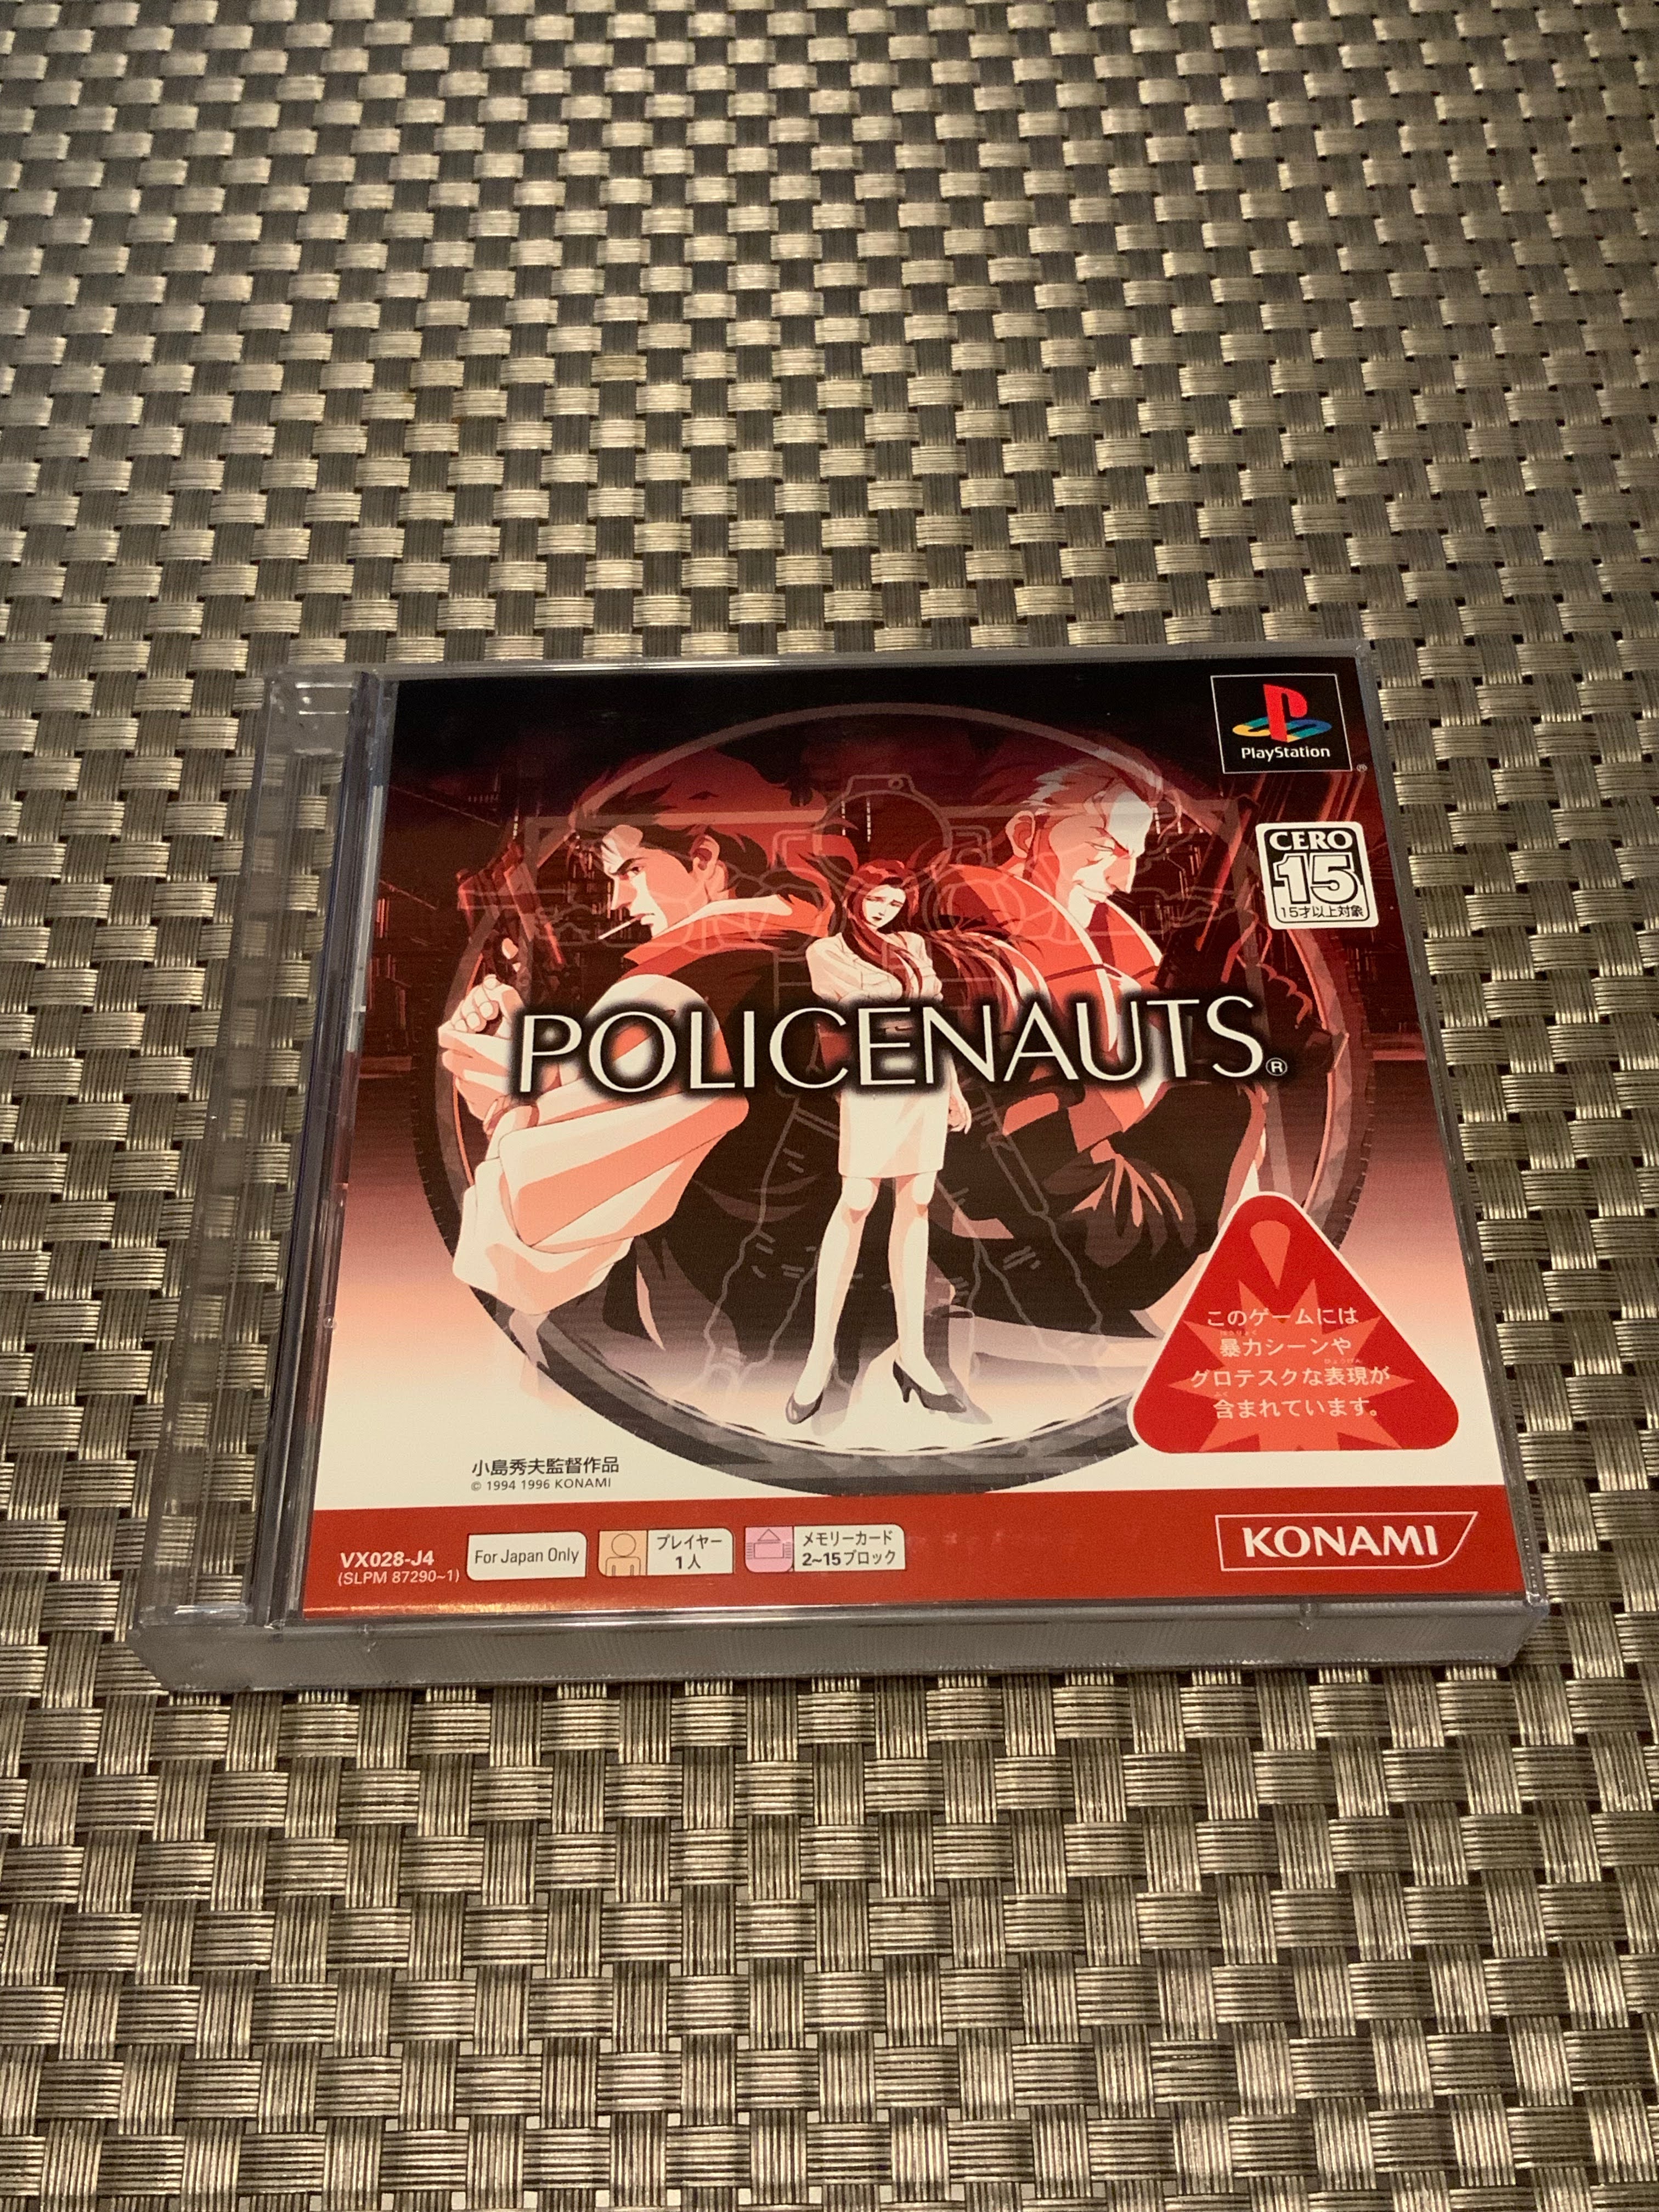 PlayStation
®
CERO
15
15才以上対象
POLICENAUTS®
このゲームには
暴力シーンや
グロテスクな表現が
含まれています。
小島秀夫監督作品
© 1994 1996 KONAMI
VX028-J4
(SLPM 87290~1)
For Japan Only
プレイヤー
1人
メモリーカード
2~15ブロック
KONAMI